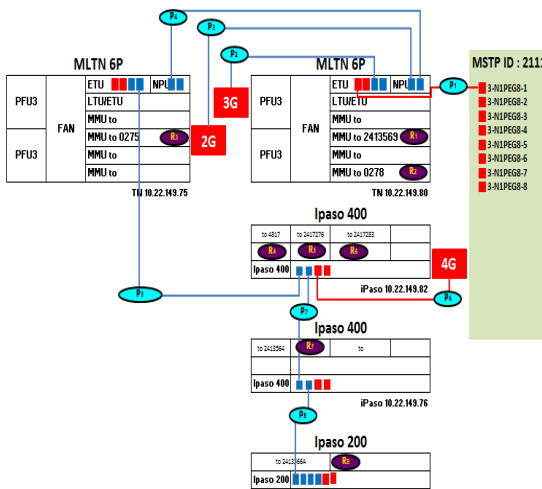 P4
P3
P2
MLTN 6P
MLTN 6P
MSTP ID : 2111
PFU3
FAN
ETU
NPU
LTU/ETU
MMU to
MMU to 0275
R3
MMU to
MMU to
PFU3
TN 10.22.149.75
2G
3G
PFU3
FAN
ETU
NPU
LTU/ETU
MMU to
MMU to 2413569
R1
MMU to
MMU to 0278
R2
PFU3
TN 10.22.149.80
P1
3-N1PEG8-1
3-N1PEG8-2
3-N1PEG8-3
3-N1PEG8-4
3-N1PEG8-5
3-N1PEG8-6
3-N1PEG8-7
3-N1PEG8-8
Ipaso 400
to 4817
to 2417276
to 2417283
R4
R5
R6
Ipaso 400
iPaso 10.22.149.82
4G
P5
P7
Ipaso 400
to 2413564
R7
to
Ipaso 400
iPaso 10.22.149.76
Ipaso 200
R8
Ipaso 200